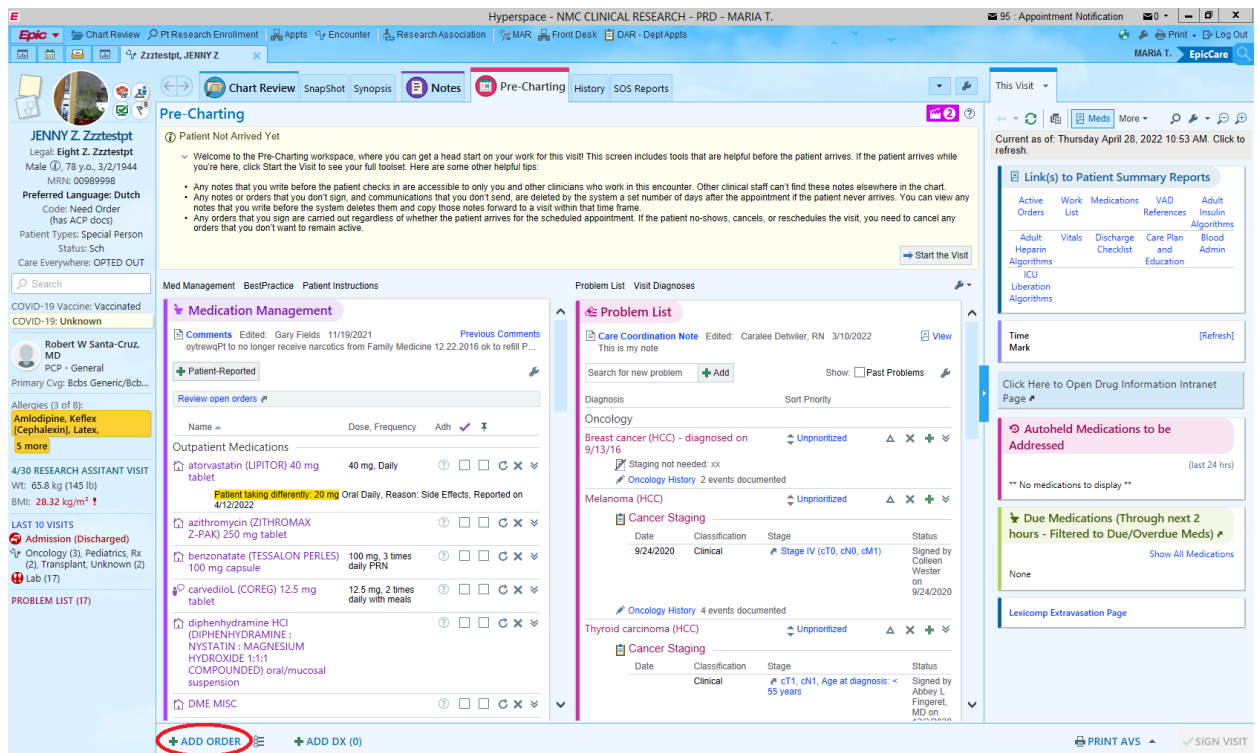 Hyperspace - NMC CLINICAL RESEARCH - PRD - MARIA T.
95 : Appointment Notification
0
Epic
Chart Review
Pt Research Enrollment
Appts
Encounter
Research Association
MAR
Front Desk
DAR - Dept Appts
Print
Log Out
Zzztestpt, JENNY Z
MARIA T.
EpicCare
8
JENNY Z. Zzztestpt
Legal: Eight Z. Zzztestpt
Male, 78 y.o., 3/2/1944
MRN: 00989998
Preferred Language: Dutch
Code: Need Order
(has ACP docs)
Patient Types: Special Person
Status: Sch
Care Everywhere: OPTED OUT
Search
COVID-19 Vaccine: Vaccinated
COVID-19: Unknown
Robert W Santa-Cruz,
MD
PCP - General
Primary Cvg: Bcbs Generic/Bcb...
Allergies (3 of 8):
Amlodipine, Keflex
[Cephalexin], Latex,
5 more
4/30 RESEARCH ASSITANT VISIT
Wt: 65.8 kg (145 lb)
BMI: 28.32 kg/m² !
LAST 10 VISITS
Admission (Discharged)
Oncology (3), Pediatrics, Rx
(2), Transplant, Unknown (2)
Lab (17)
PROBLEM LIST (17)
Chart Review
SnapShot
Synopsis
Notes
Pre-Charting
History
SOS Reports
Pre-Charting
2
Patient Not Arrived Yet
Welcome to the Pre-Charting workspace, where you can get a head start on your work for this visit! This screen includes tools that are helpful before the patient arrives. If the patient arrives while
you're here, click Start the Visit to see your full toolset. Here are some other helpful tips:
• Any notes that you write before the patient checks in are accessible to only you and other clinicians who work in this encounter. Other clinical staff can't find these notes elsewhere in the chart.
• Any notes or orders that you don't sign, and communications that you don't send, are deleted by the system a set number of days after the appointment if the patient never arrives. You can view any
notes that you write before the system deletes them and copy those notes forward to a visit within that time frame.
• Any orders that you sign are carried out regardless of whether the patient arrives for the scheduled appointment. If the patient no-shows, cancels, or reschedules the visit, you need to cancel any
orders that you don't want to remain active.
Start the Visit
Med Management BestPractice Patient Instructions
Medication Management
Comments Edited: Gary Fields 11/19/2021 Previous Comments
oytrewqPt to no longer receive narcotics from Family Medicine 12.22.2016 ok to refill P...
Patient-Reported
Review open orders
Name Dose, Frequency Adh
Outpatient Medications
atorvastatin (LIPITOR) 40 mg 40 mg, Daily
tablet
Patient taking differently: 20 mg Oral Daily, Reason: Side Effects, Reported on
4/12/2022
azithromycin (ZITHROMAX
Z-PAK) 250 mg tablet
benzonatate (TESSALON PERLES) 100 mg, 3 times
100 mg capsule daily PRN
carvediloL (COREG) 12.5 mg 12.5 mg, 2 times
tablet daily with meals
diphenhydramine HCl
(DIPHENHYDRAMINE :
NYSTATIN : MAGNESIUM
HYDROXIDE 1:1:1
COMPOUNDED) oral/mucosal
suspension
DME MISC
Problem List Visit Diagnoses
Problem List
Care Coordination Note Edited: Caralee Detwiler, RN 3/10/2022 View
This is my note
Search for new problem
Add
Show: Past Problems
Diagnosis Sort Priority
Oncology
Breast cancer (HCC) - diagnosed on Unprioritized
9/13/16
Staging not needed: xx
Oncology History 2 events documented
Melanoma (HCC) Unprioritized
Cancer Staging
Date Classification Stage Status
9/24/2020 Clinical Stage IV (cT0, cN0, cM1) Signed by
Colleen
Wester
on
9/24/2020
Oncology History 4 events documented
Thyroid carcinoma (HCC) Unprioritized
Cancer Staging
Date Classification Stage Status
Clinical cT1, cN1, Age at diagnosis: < Signed by
55 years Abbey L
Fingeret,
MD on
This Visit
Meds
More
Current as of: Thursday April 28, 2022 10:53 AM. Click to
refresh.
Link(s) to Patient Summary Reports
Active Work Medications VAD Adult
Orders List References Insulin
Algorithms
Adult Vitals Discharge Care Plan Blood
Heparin Checklist and Admin
Algorithms Education
ICU
Liberation
Algorithms
Time [Refresh]
Mark
Click Here to Open Drug Information Intranet
Page
Autoheld Medications to be
Addressed
(last 24 hrs)
** No medications to display **
Due Medications (Through next 2
hours - Filtered to Due/Overdue Meds)
Show All Medications
None
Lexicomp Extravasation Page
ADD ORDER
ADD DX (0)
PRINT AVS
SIGN VISIT